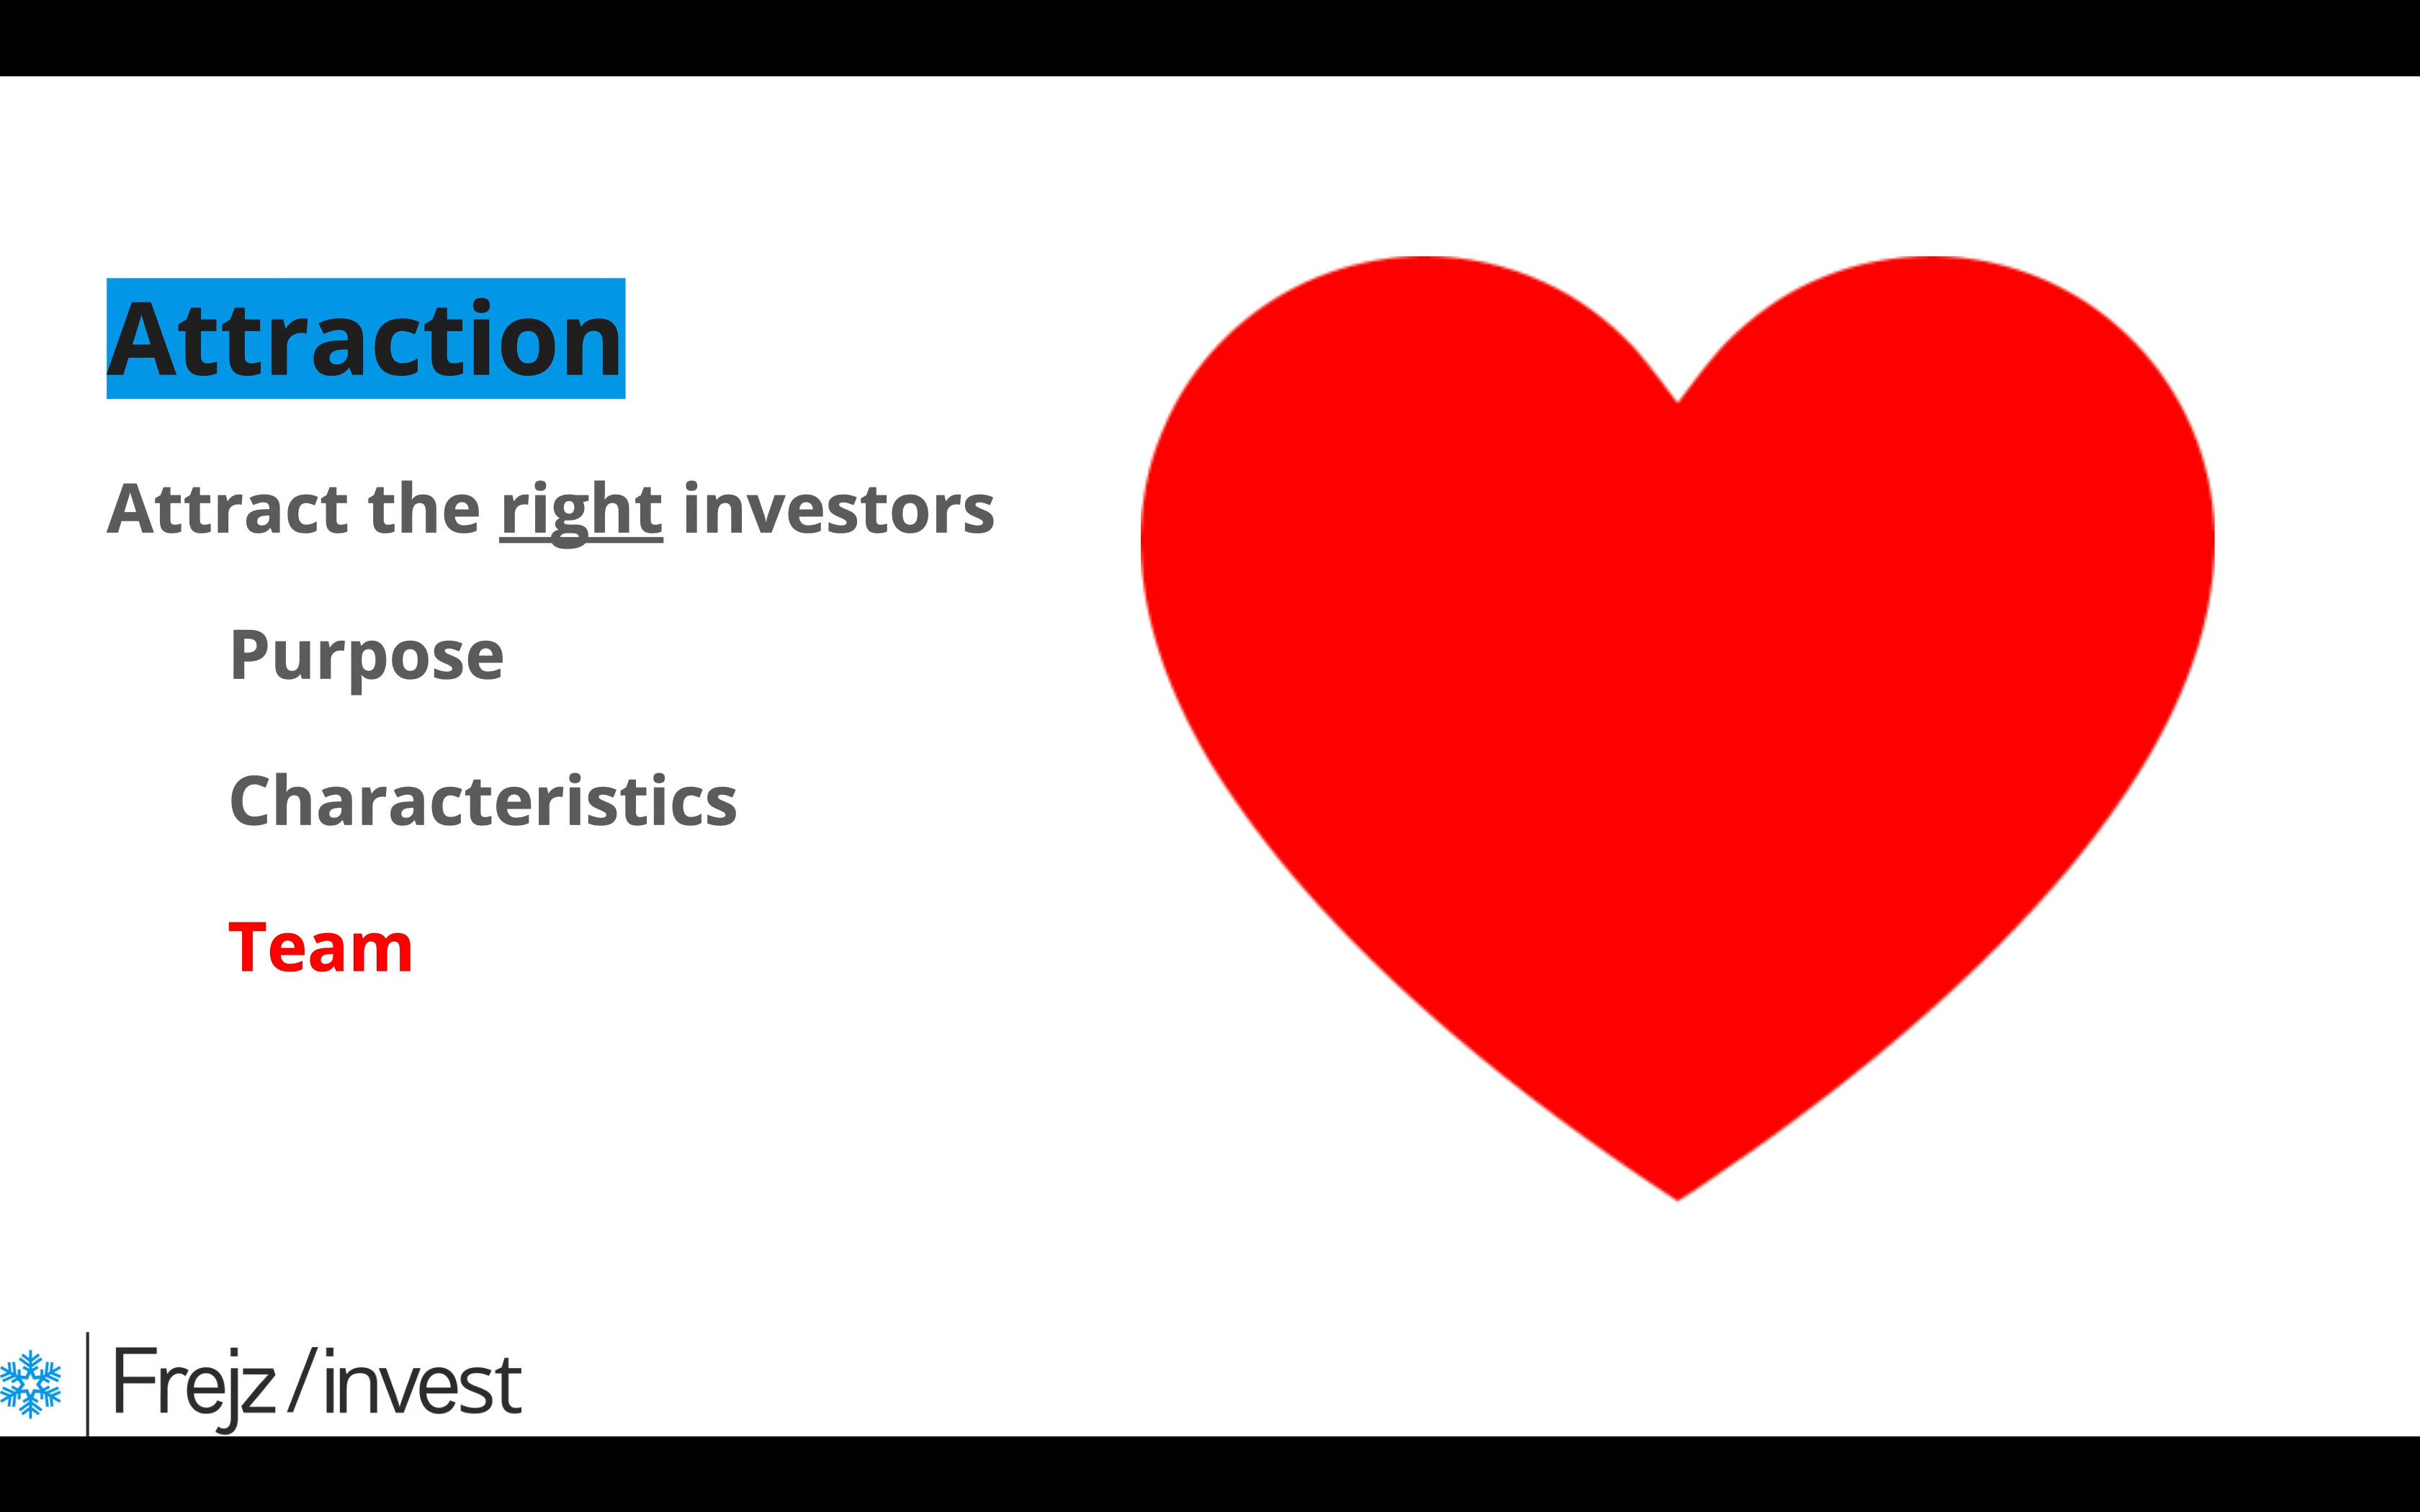 Attraction
Attract the right investors
Purpose
Characteristics
Team
Frejz/invest